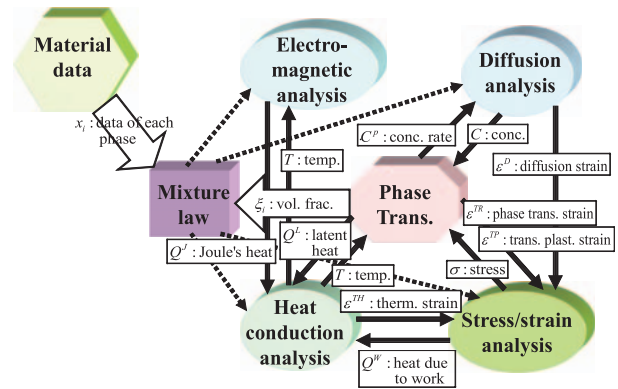 Material
data
Electro-
magnetic
analysis
Diffusion
analysis
x_i : data of each
phase
C^P : conc. rate
C : conc.
T : temp.
ε^D : diffusion strain
Mixture
law
ξ_i : vol. frac.
Phase
Trans.
ε^TR : phase trans. strain
ε^TP : trans. plast. strain
Q^J : Joule's heat
Q^L : latent
heat
T : temp.
σ : stress
ε^TH : therm. strain
Heat
conduction
analysis
Stress/strain
analysis
Q^W : heat due
to work